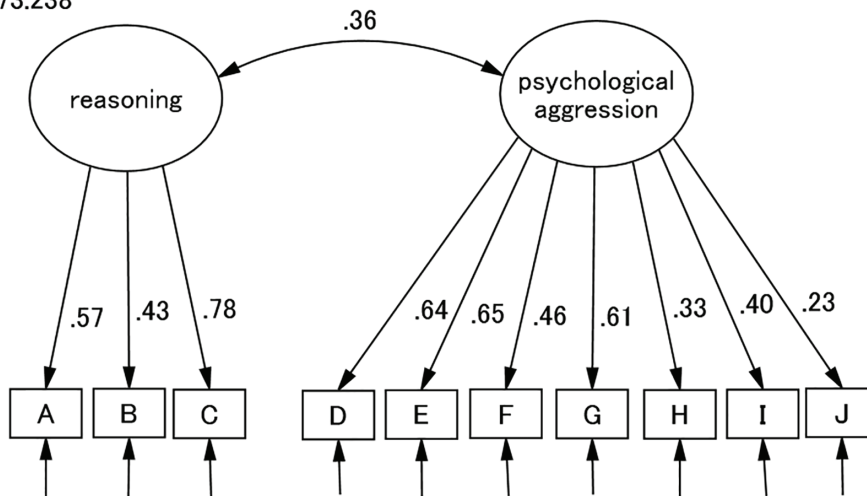 .36
reasoning
psychological
aggression
.57
.43
.78
.64
.65
.46
.61
.33
.40
.23
A
B
C
D
E
F
G
H
I
J